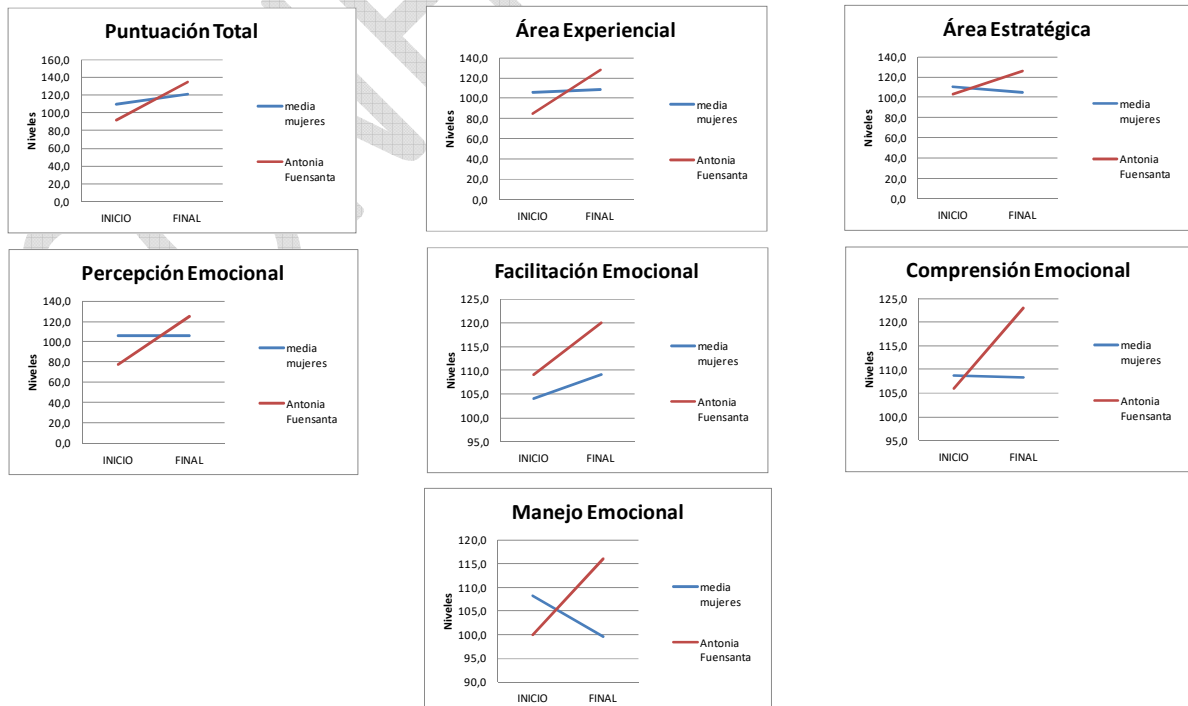 Puntuación Total
160,0
140,0
120,0
100,0
80,0
60,0
40,0
20,0
0,0
Niveles
INICIO FINAL
media
mujeres
Antonia
Fuensanta
Área Experiencial
140,0
120,0
100,0
80,0
60,0
40,0
20,0
0,0
Niveles
INICIO FINAL
media
mujeres
Antonia
Fuensanta
Área Estratégica
140,0
120,0
100,0
80,0
60,0
40,0
20,0
0,0
Niveles
INICIO FINAL
media
mujeres
Antonia
Fuensanta
Percepción Emocional
140,0
120,0
100,0
80,0
60,0
40,0
20,0
0,0
Niveles
INICIO FINAL
media
mujeres
Antonia
Fuensanta
Facilitación Emocional
125,0
120,0
115,0
110,0
105,0
100,0
95,0
Niveles
INICIO FINAL
media
mujeres
Antonia
Fuensanta
Comprensión Emocional
125,0
120,0
115,0
110,0
105,0
100,0
95,0
Niveles
INICIO FINAL
media
mujeres
Antonia
Fuensanta
Manejo Emocional
120,0
115,0
110,0
105,0
100,0
95,0
90,0
Niveles
INICIO FINAL
media
mujeres
Antonia
Fuensanta